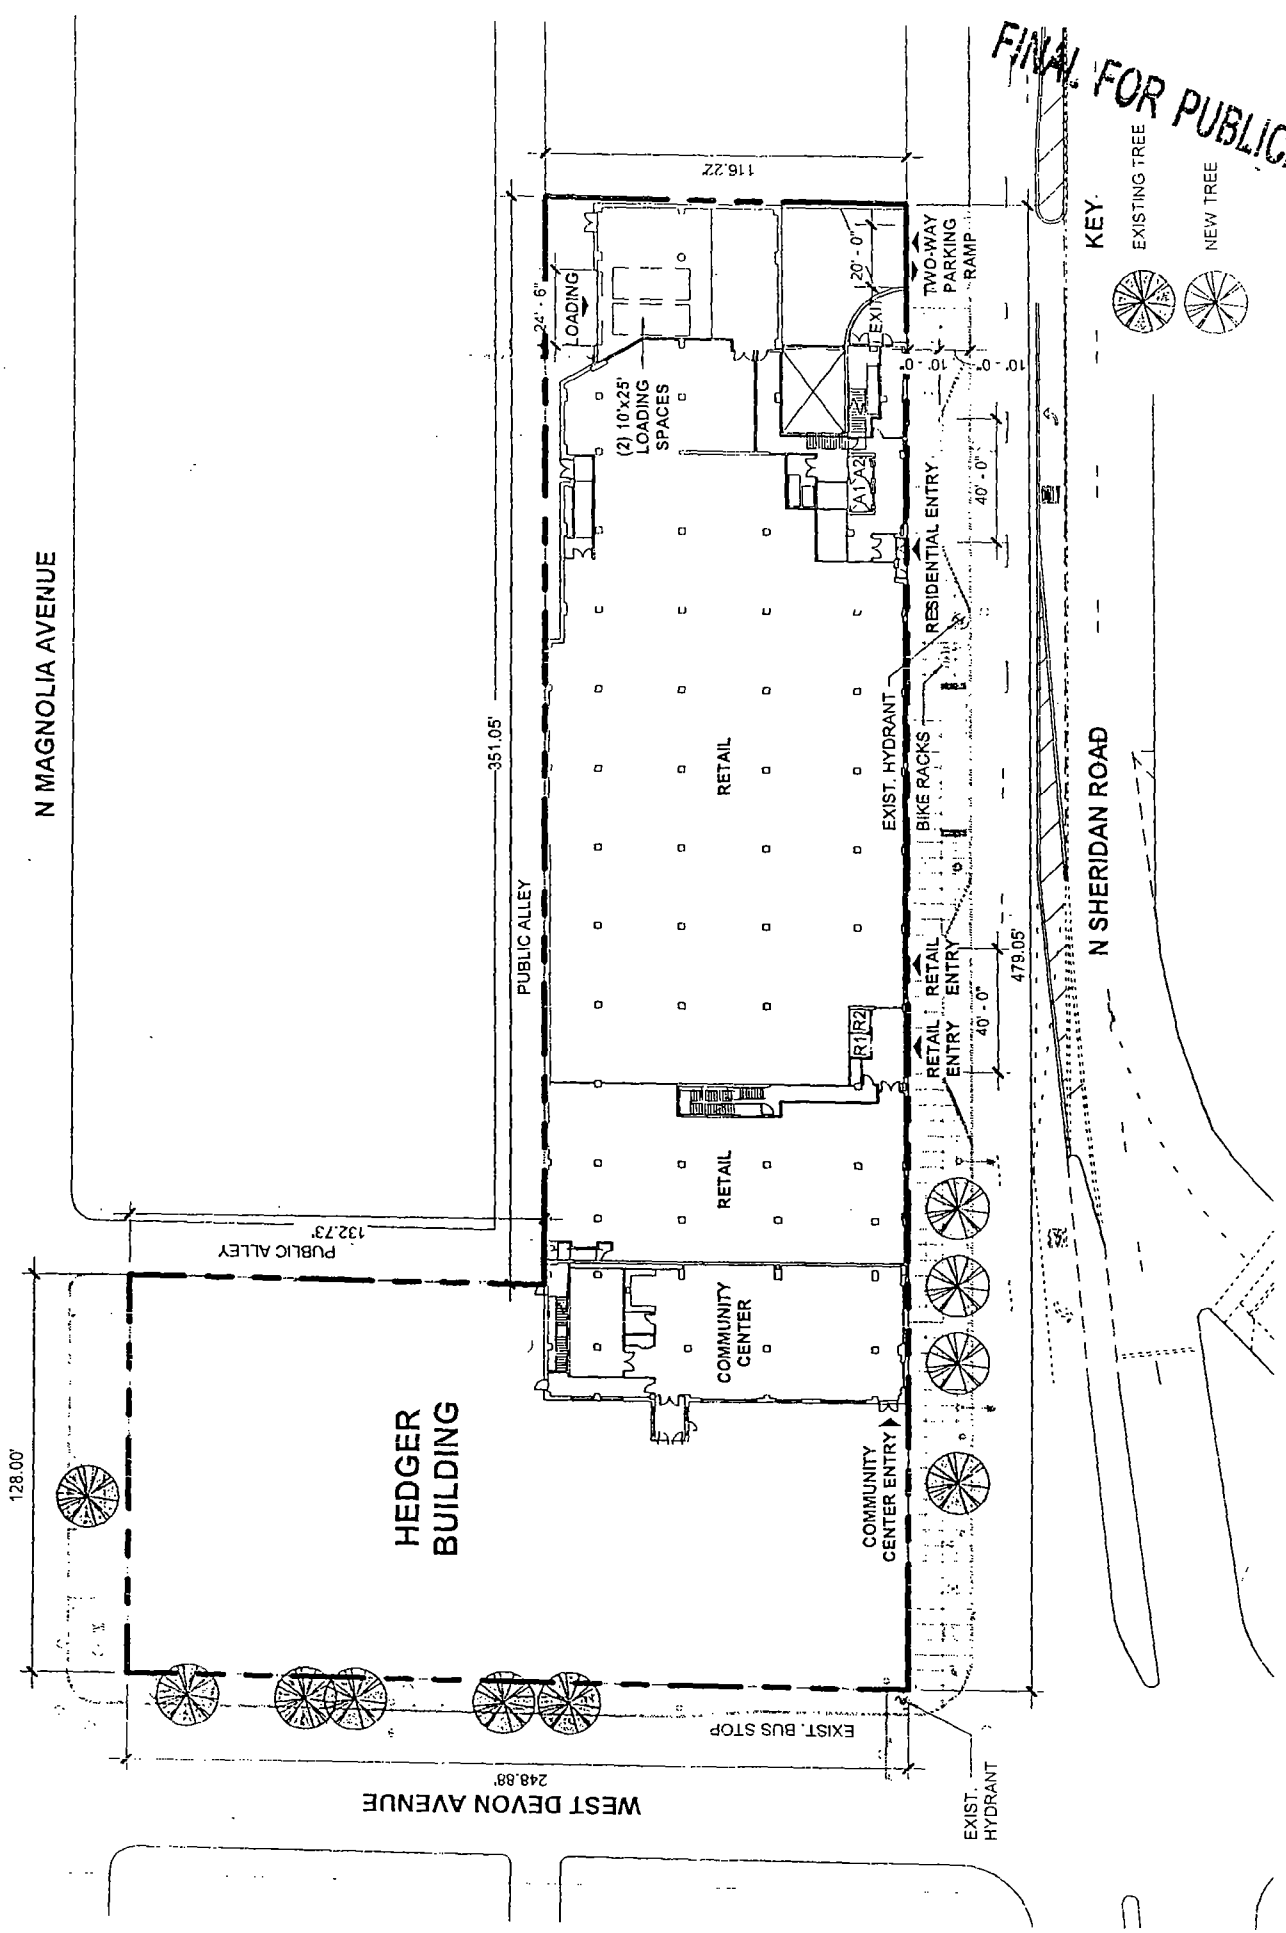 FINAL FOR PUBLIC
N MAGNOLIA AVENUE
116.22'
24' - 6"
LOADING
(2) 10'x25'
LOADING
SPACES
20' - 0"
EXIT
TWO-WAY
PARKING
RAMP
KEY
EXISTING TREE
NEW TREE
10' - 0"
10' - 0"
A1 A2
RESIDENTIAL ENTRY
40' - 0"
351.05'
PUBLIC ALLEY
RETAIL
EXIST. HYDRANT
BIKE RACKS
N SHERIDAN ROAD
RETAIL
ENTRY
RETAIL
ENTRY
40' - 0"
479.05'
R1 R2
RETAIL
132.73'
PUBLIC ALLEY
COMMUNITY
CENTER
128.00'
HEDGER
BUILDING
COMMUNITY
CENTER ENTRY
EXIST. BUS STOP
248.88'
WEST DEVON AVENUE
EXIST.
HYDRANT